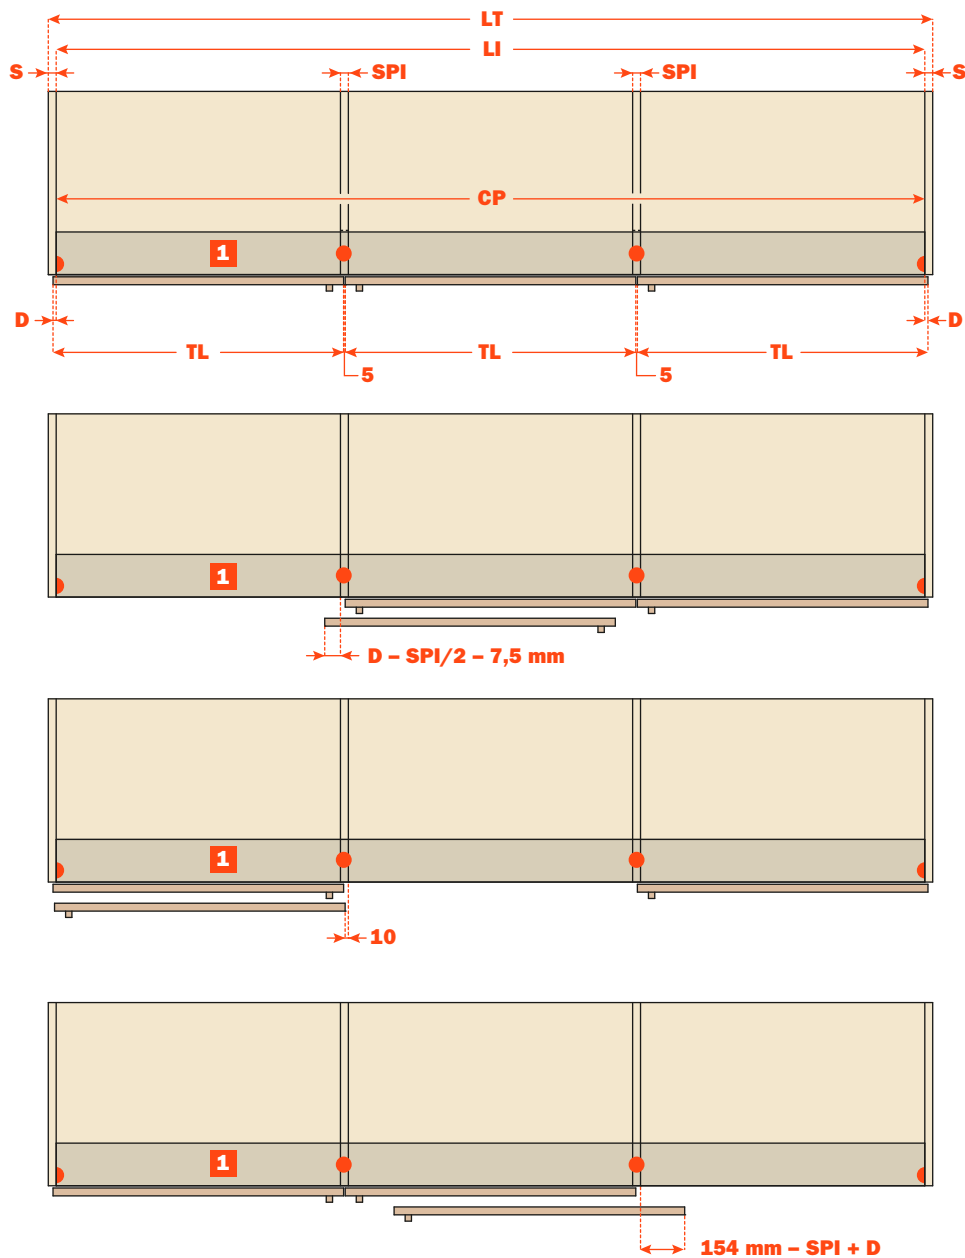 LT
LI
S SPI SPI S
CP
1
D D
TL TL TL
5 5
1
D – SPI/2 – 7,5 mm
1
10
1
154 mm – SPI + D